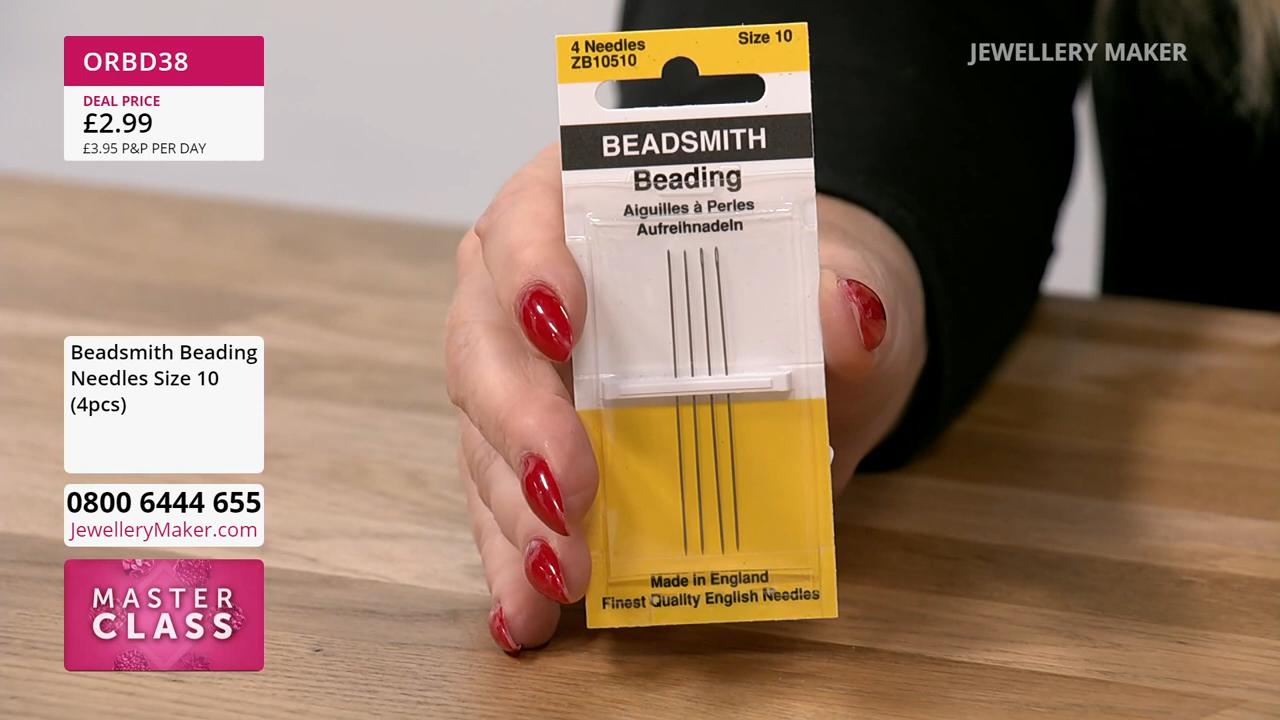 ORBD38
DEAL PRICE
£2.99
£3.95 P&P PER DAY
Beadsmith Beading
Needles Size 10
(4pcs)
0800 6444 655
JewelleryMaker.com
MASTER
CLASS
4 Needles
ZB10510
Size 10
BEADSMITH
Beading
Aiguilles à Perles
Aufreihnadeln
Made in England
Finest Quality English Needles
JEWELLERY MAKER